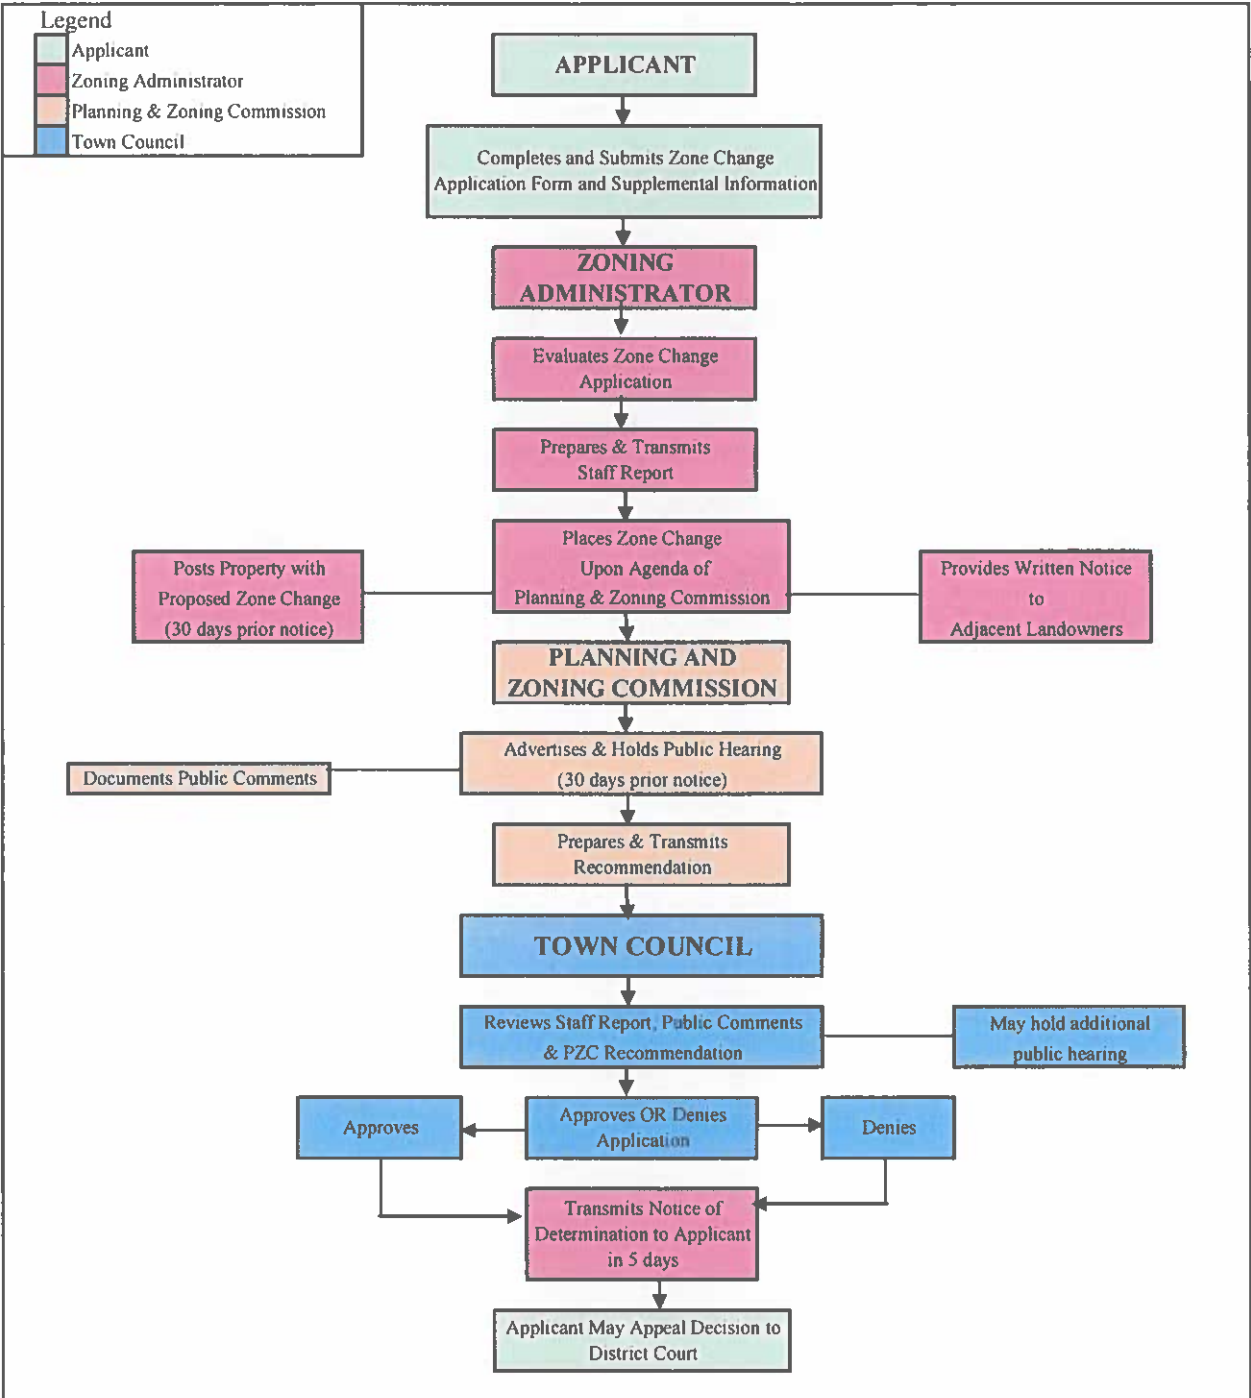 Legend
Applicant
Zoning Administrator
Planning & Zoning Commission
Town Council
APPLICANT
Completes and Submits Zone Change
Application Form and Supplemental Information
ZONING
ADMINISTRATOR
Evaluates Zone Change
Application
Prepares & Transmits
Staff Report
Places Zone Change
Upon Agenda of
Planning & Zoning Commission
Posts Property with
Proposed Zone Change
(30 days prior notice)
Provides Written Notice
to
Adjacent Landowners
PLANNING AND
ZONING COMMISSION
Advertises & Holds Public Hearing
(30 days prior notice)
Documents Public Comments
Prepares & Transmits
Recommendation
TOWN COUNCIL
Reviews Staff Report, Public Comments
& PZC Recommendation
May hold additional
public hearing
Approves
Approves OR Denies
Application
Denies
Transmits Notice of
Determination to Applicant
in 5 days
Applicant May Appeal Decision to
District Court